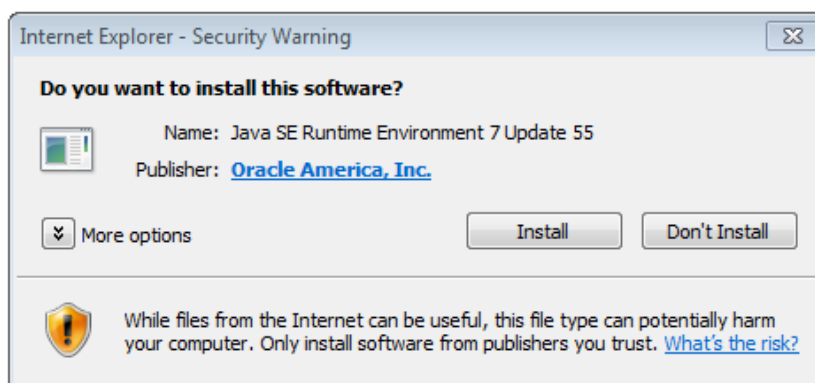 Internet Explorer - Security Warning
Do you want to install this software?
Name: Java SE Runtime Environment 7 Update 55
Publisher: Oracle America, Inc.
More options
Install
Don't Install
While files from the Internet can be useful, this file type can potentially harm
your computer. Only install software from publishers you trust. What's the risk?